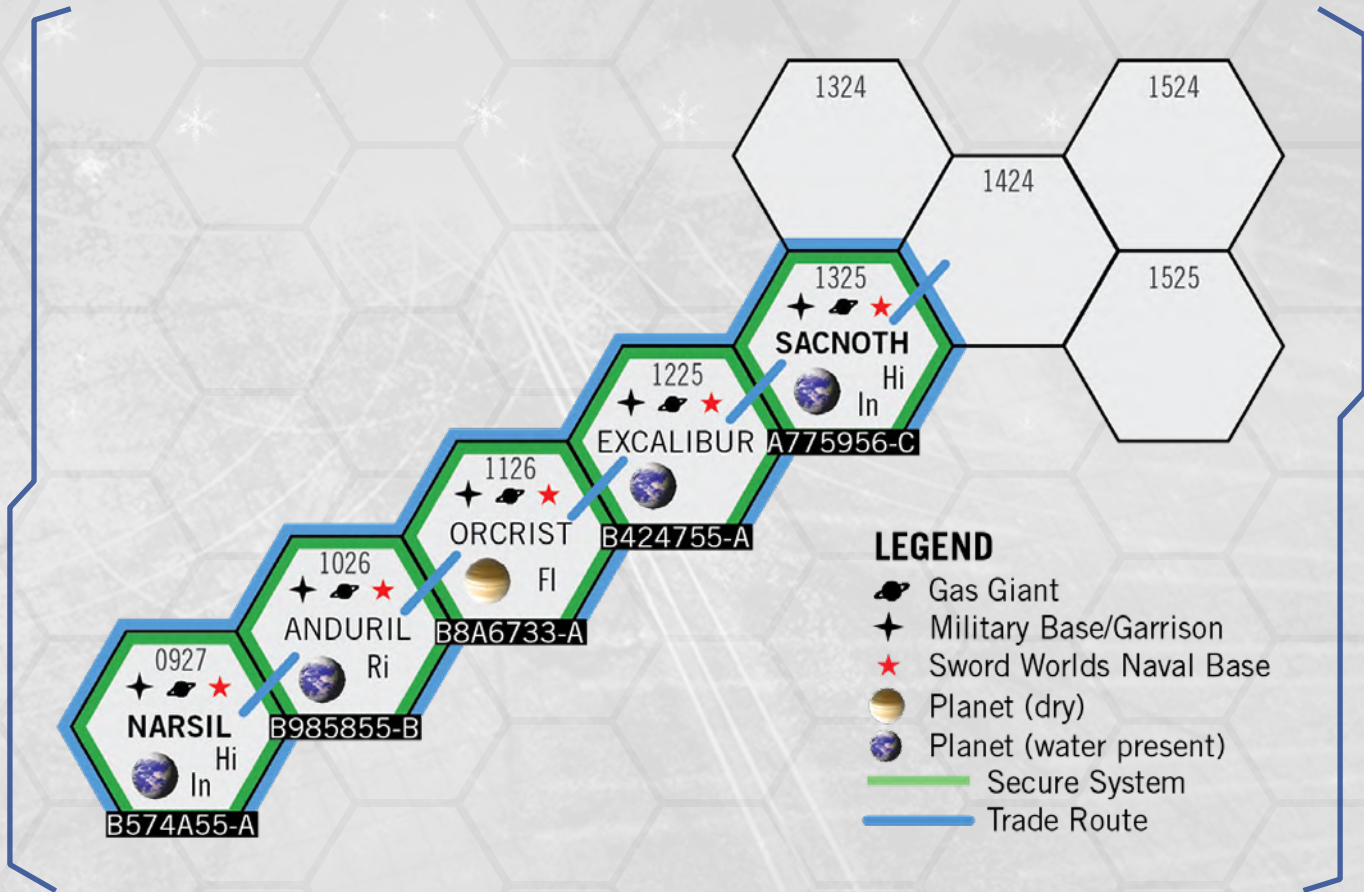 1324
1524
1424
1325
SACNOTH
Hi
In
A775956-C
1525
1225
EXCALIBUR
B424755-A
1126
ORCRIST
Fl
B8A6733-A
1026
ANDURIL
Ri
B985855-B
0927
NARSIL
Hi
In
B574A55-A
LEGEND
Gas Giant
Military Base/Garrison
Sword Worlds Naval Base
Planet (dry)
Planet (water present)
Secure System
Trade Route